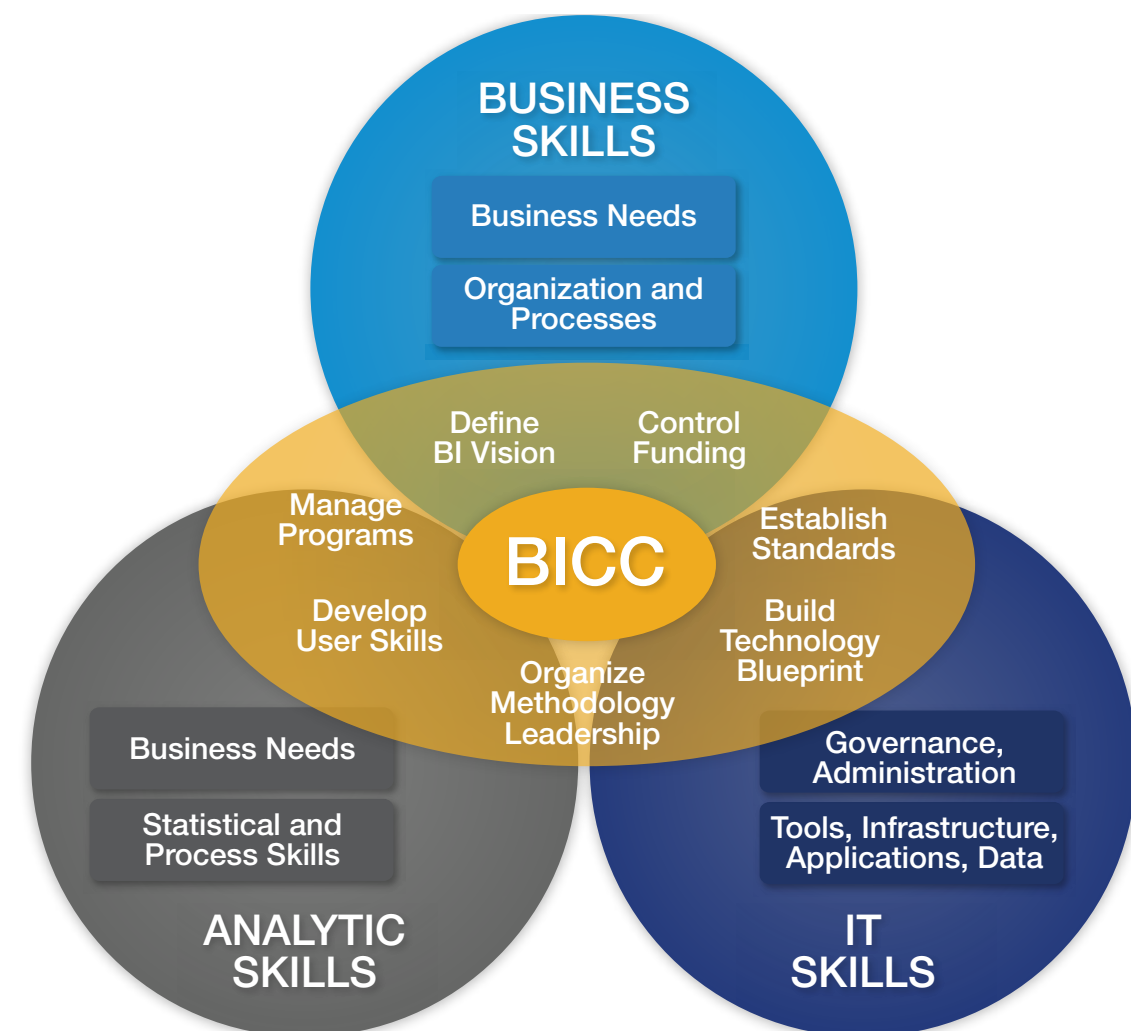 BUSINESS
SKILLS
Business Needs
Organization and
Processes
Define
BI Vision
Control
Funding
Manage
Programs
BICC
Establish
Standards
Develop
User Skills
Build
Technology
Blueprint
Organize
Methodology
Leadership
Business Needs
Statistical and
Process Skills
ANALYTIC
SKILLS
Governance,
Administration
Tools, Infrastructure,
Applications, Data
IT
SKILLS